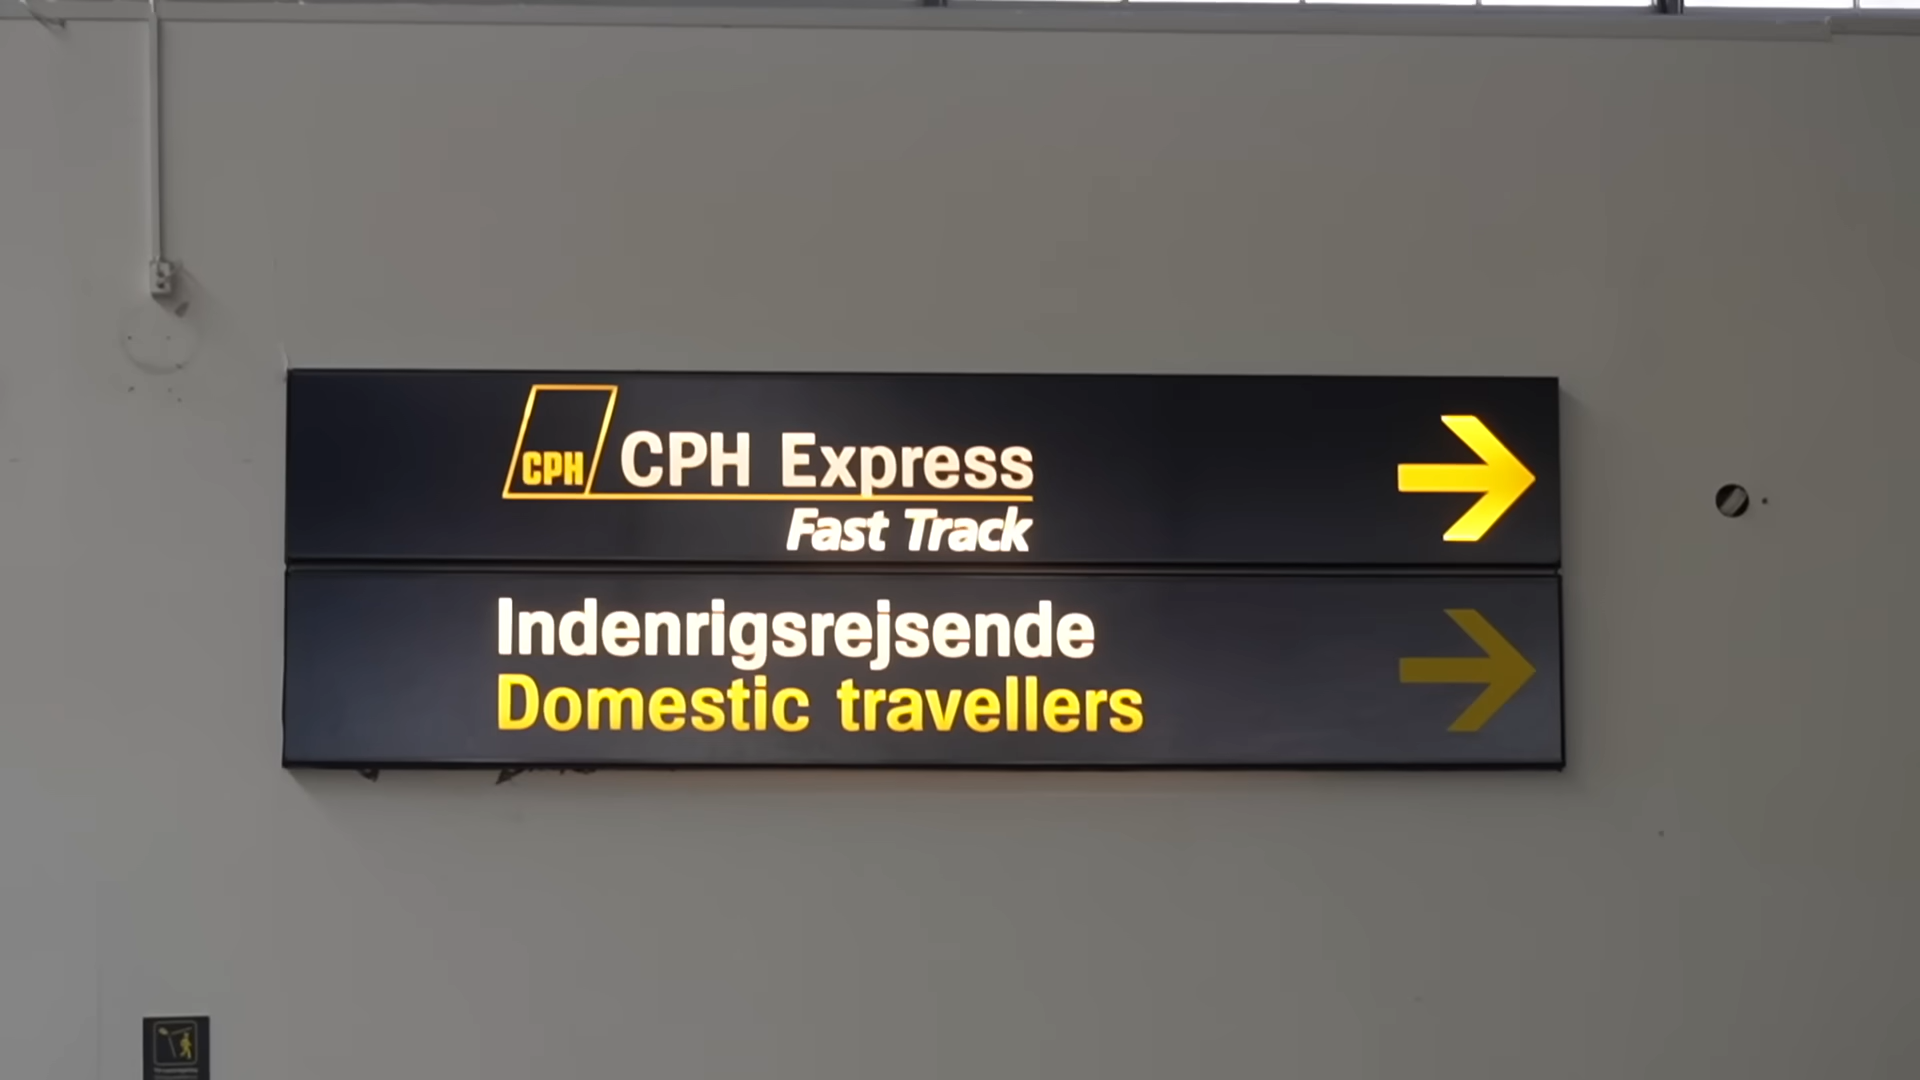 CPH
CPH Express
Fast Track
Indenrigsrejsende
Domestic travellers